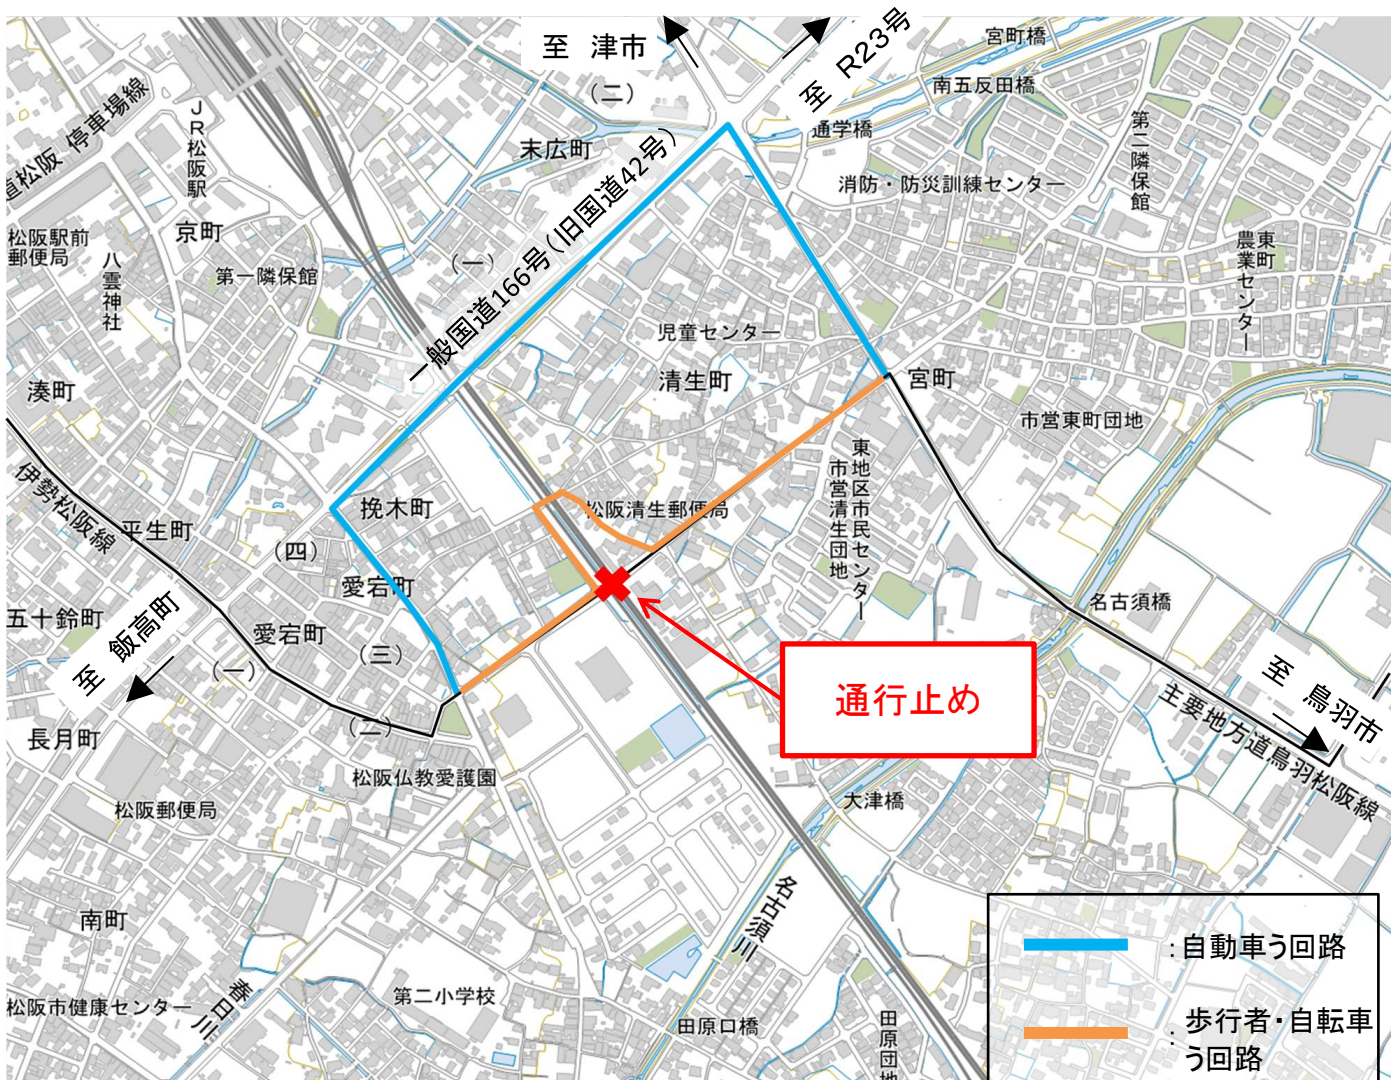 至 津市
至 R23号
宮町橋
南五反田橋
通学橋
(二)
末広町
消防・防災訓練センター
第二隣保館
道松阪停車場線
JR松阪駅
京町
松阪駅前
郵便局
八雲神社
第一隣保館
(一)
一般国道166号(旧国道42号)
東町
農業センター
児童センター
清生町
宮町
湊町
市営東町団地
伊勢松阪線
平生町
挽木町
松阪清生郵便局
東地区市民センター
市営清生団地
(四)
愛宕町
名古須橋
五十鈴町
愛宕町
(三)
至 飯高町
(一)
通行止め
至 鳥羽市
主要地方道鳥羽松阪線
長月町
(二)
松阪仏教愛護園
松阪郵便局
大津橋
名古須川
南町
春日川
松阪市健康センター
第二小学校
田原口橋
田原団地
:自動車う回路
:歩行者・自転車
う回路